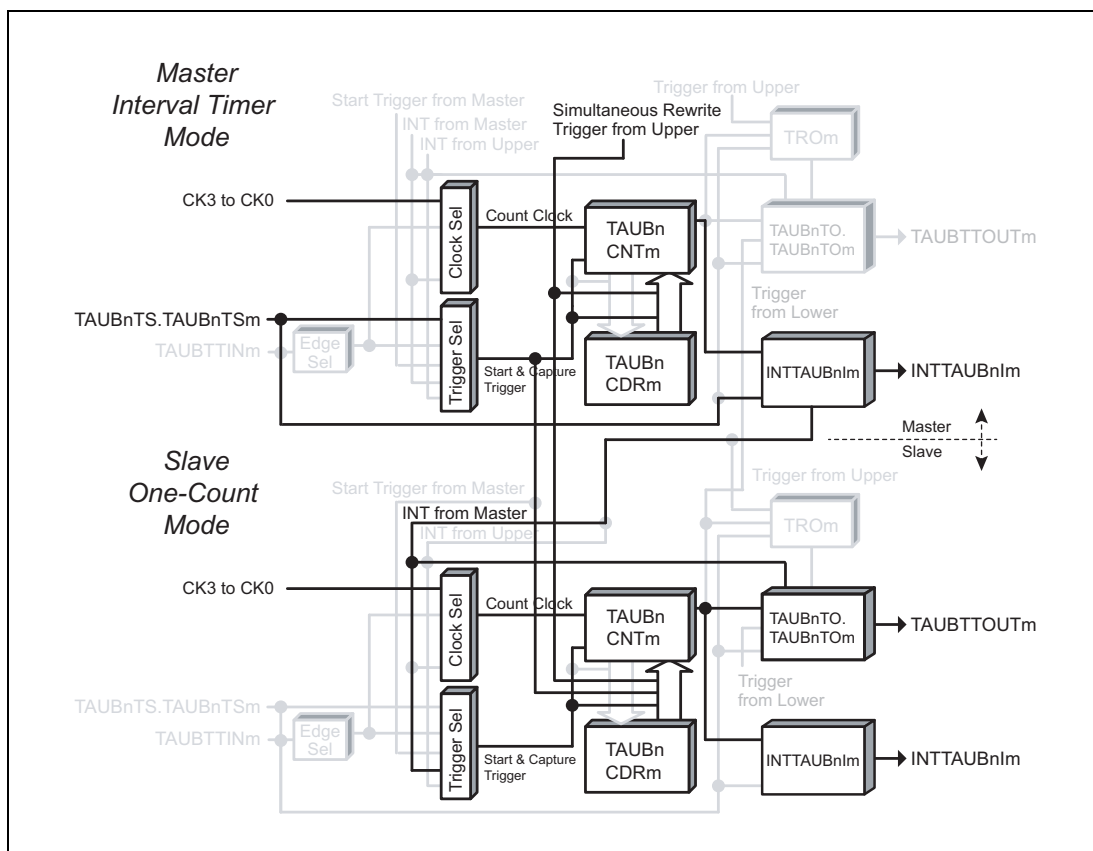 Master
Interval Timer
Mode
Start Trigger from Master
INT from Master
INT from Upper
Simultaneous Rewrite
Trigger from Upper
Trigger from Upper
TROm
CK3 to CK0
Clock Sel
Count Clock
TAUBn
CNTm
TAUBnTO.
TAUBnTOm
TAUBTTOUTm
Trigger
from Lower
TAUBnTS.TAUBnTSm
TAUBTTINm
Edge
Sel
Trigger Sel
Start & Capture
Trigger
TAUBn
CDRm
INTTAUBnIm
INTTAUBnIm
Master
Slave
Slave
One-Count
Mode
Start Trigger from Master
INT from Master
INT from Upper
Trigger from Upper
TROm
CK3 to CK0
Clock Sel
Count Clock
TAUBn
CNTm
TAUBnTO.
TAUBnTOm
TAUBTTOUTm
Trigger
from Lower
TAUBnTS.TAUBnTSm
TAUBTTINm
Edge
Sel
Trigger Sel
Start & Capture
Trigger
TAUBn
CDRm
INTTAUBnIm
INTTAUBnIm